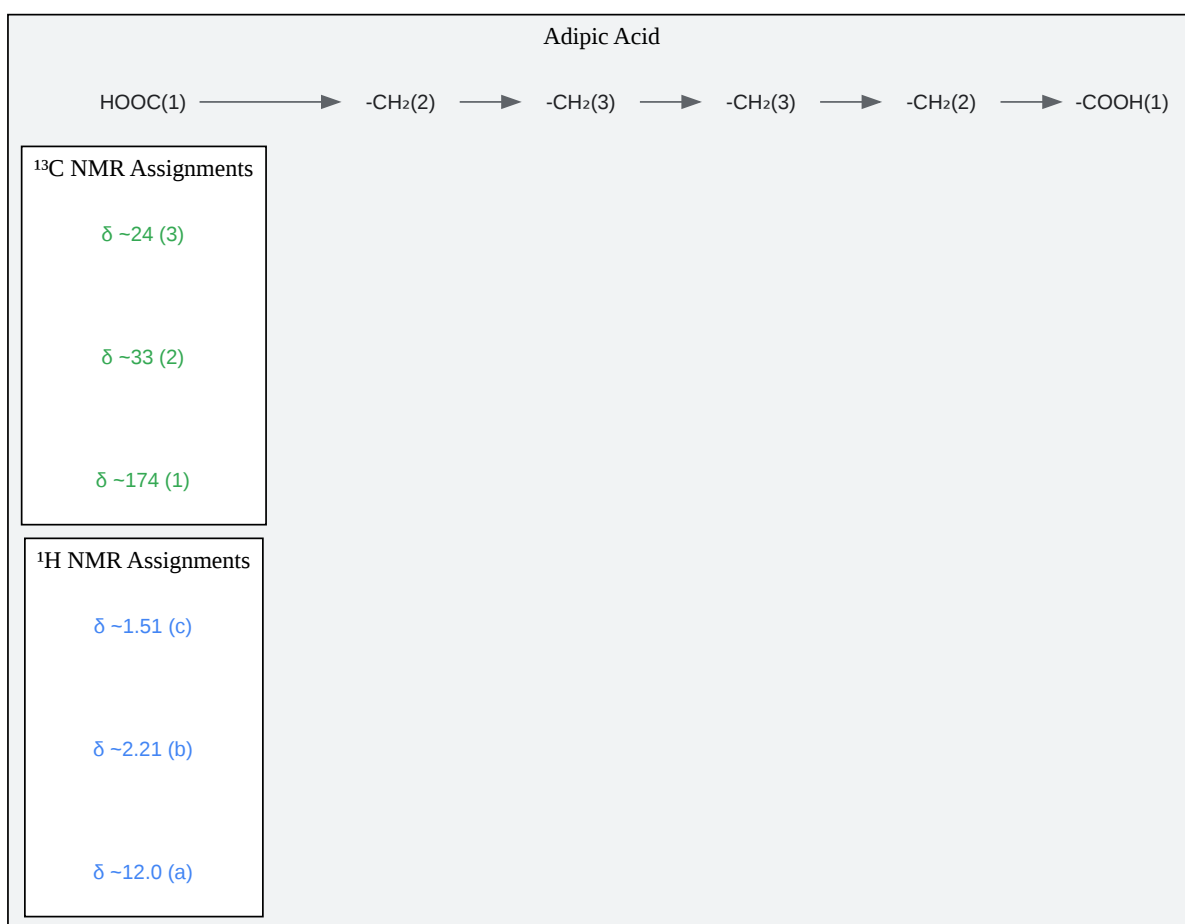 Adipic Acid
HOOC(1) -CH₂(2) -CH₂(3) -CH₂(3) -CH₂(2) -COOH(1)
¹³C NMR Assignments
δ ~24 (3)
δ ~33 (2)
δ ~174 (1)
¹H NMR Assignments
δ ~1.51 (c)
δ ~2.21 (b)
δ ~12.0 (a)